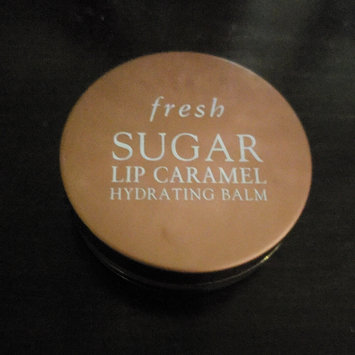 fresh
SUGAR
LIP CARAMEL
HYDRATING BALM